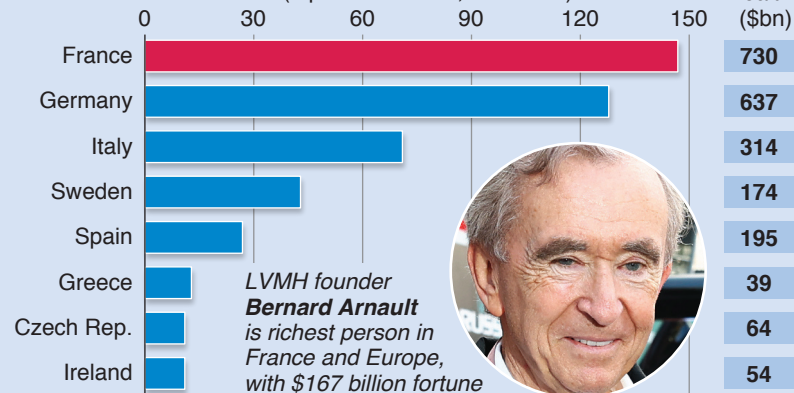 0 30 60 90 120 150 ($bn)
France 730
Germany 637
Italy 314
Sweden 174
Spain 195
Greece 39
Czech Rep. 64
Ireland 54
LVMH founder
Bernard Arnault
is richest person in
France and Europe,
with $167 billion fortune